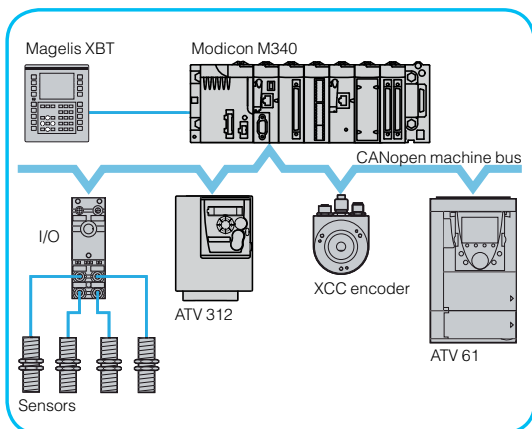 Magelis XBT
Modicon M340
CANopen machine bus
I/O
ATV 312
XCC encoder
ATV 61
Sensors